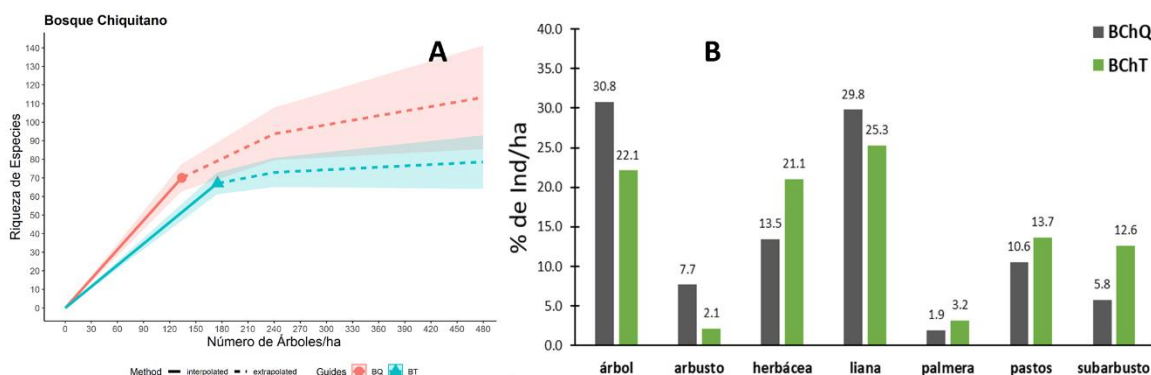 Bosque Chiquitano
A
Riqueza de Especies
140
130
120
110
100
90
80
70
60
50
40
30
20
10
0
0 30 60 90 120 150 180 210 240 270 300 330 360 390 420 450 480
Número de Árboles/ha
Method interpolated extrapolated Guides BQ BT
B
BChQ
BChT
% de Ind/ha
40.0
35.0
30.0
25.0
20.0
15.0
10.0
5.0
0.0
30.8 22.1 7.7 2.1 13.5 21.1 29.8 25.3 1.9 3.2 10.6 13.7 5.8 12.6
árbol arbusto herbácea liana palmera pastos subarbusto